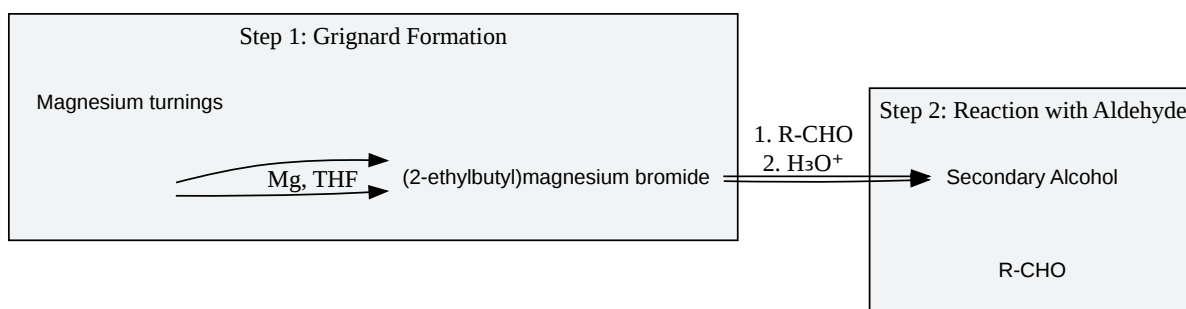 Step 1: Grignard Formation
Magnesium turnings
Mg, THF
(2-ethylbutyl)magnesium bromide
1. R-CHO
2. H₃O⁺
Step 2: Reaction with Aldehyde
Secondary Alcohol
R-CHO